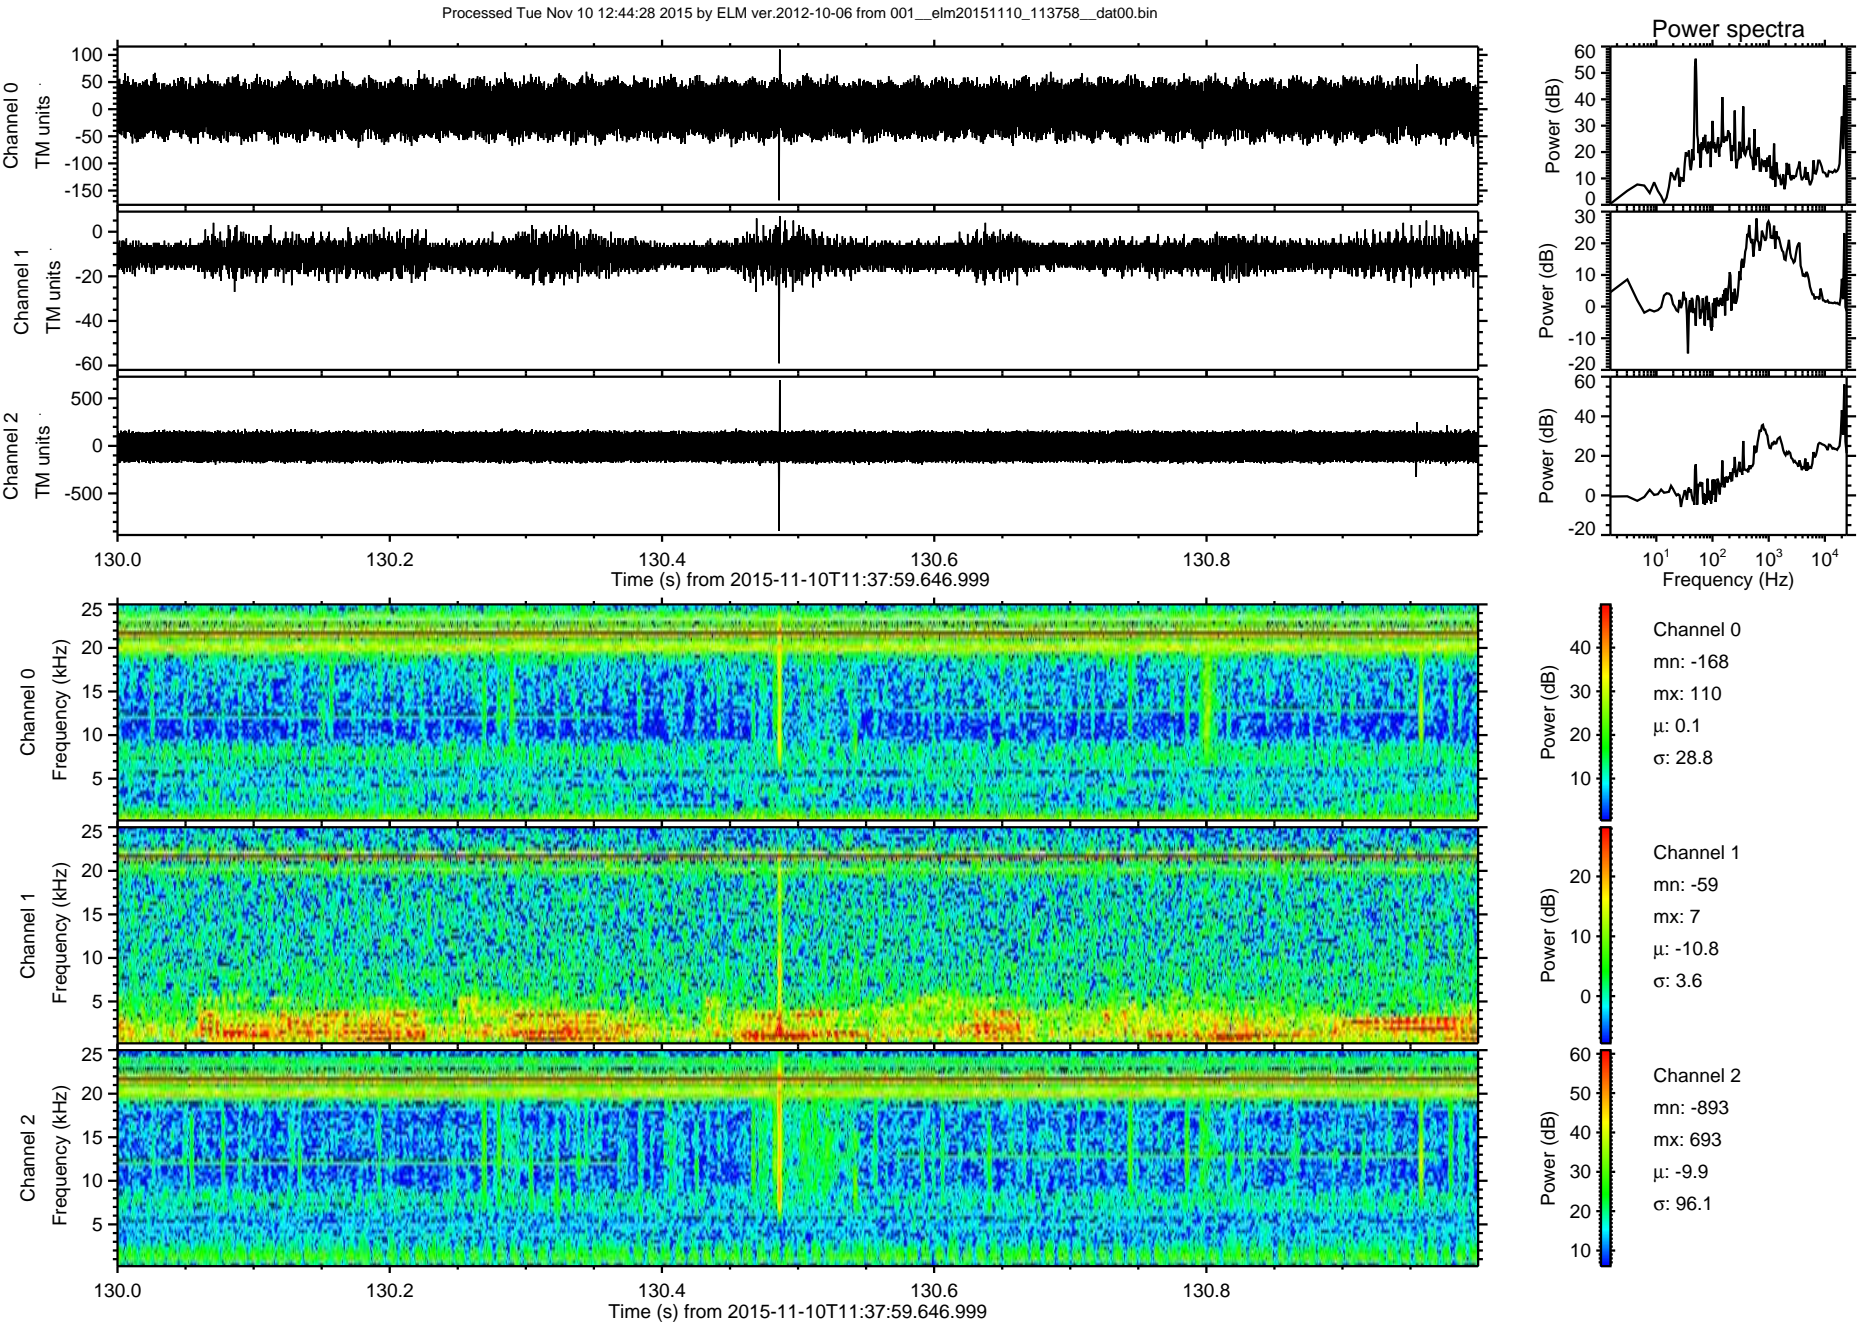 Processed Tue Nov 10 12:44:28 2015 by ELM ver.2012-10-06 from 001__elm20151110_113758__dat00.bin
Power spectra
Channel 0
TM units
100
50
0
-50
-100
-150
Power (dB)
60
50
40
30
20
10
0
Channel 1
TM units
0
-20
-40
-60
Power (dB)
30
20
10
0
-10
-20
Channel 2
TM units
500
0
-500
Power (dB)
60
40
20
0
-20
130.0 130.2 130.4 130.6 130.8
Time (s) from 2015-11-10T11:37:59.646.999
10¹ 10² 10³ 10⁴
Frequency (Hz)
Channel 0
Frequency (kHz)
25
20
15
10
5
Power (dB)
40
30
20
10
Channel 0
mn: -168
mx: 110
μ: 0.1
σ: 28.8
Channel 1
Frequency (kHz)
25
20
15
10
5
Power (dB)
20
10
0
Channel 1
mn: -59
mx: 7
μ: -10.8
σ: 3.6
Channel 2
Frequency (kHz)
25
20
15
10
5
Power (dB)
60
50
40
30
20
10
Channel 2
mn: -893
mx: 693
μ: -9.9
σ: 96.1
130.0 130.2 130.4 130.6 130.8
Time (s) from 2015-11-10T11:37:59.646.999